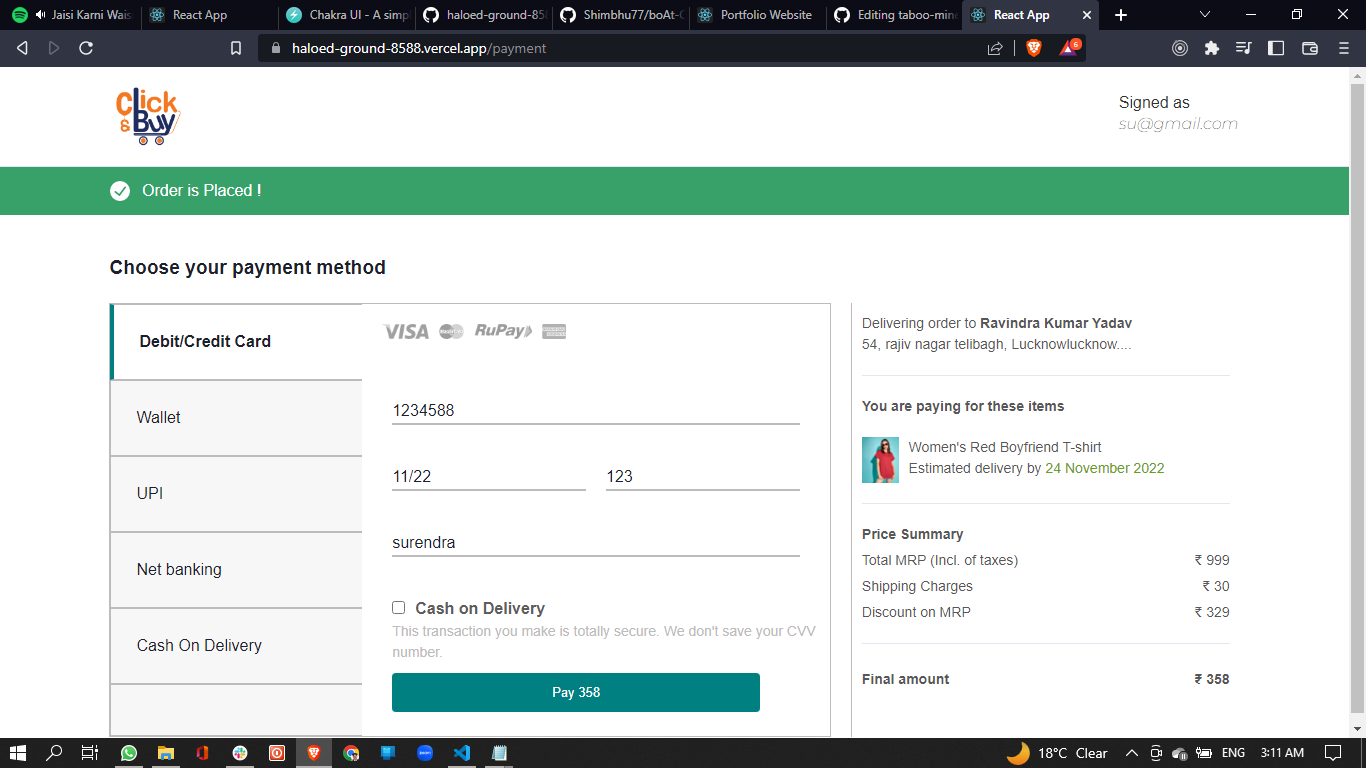 Jaisi Karni Wais
React App
Chakra UI - A simp
haloed-ground-858
Shimbhu77/boAt-C
Portfolio Website
Editing taboo-mine
React App
haloed-ground-8588.vercel.app/payment
6
Click
& Buy
Signed as
su@gmail.com
Order is Placed !
Choose your payment method
Debit/Credit Card
Wallet
UPI
Net banking
Cash On Delivery
VISA RuPay
1234588
11/22 123
surendra
Cash on Delivery
This transaction you make is totally secure. We don't save your CVV
number.
Pay 358
Delivering order to Ravindra Kumar Yadav
54, rajiv nagar telibagh, Lucknowlucknow....
You are paying for these items
Women's Red Boyfriend T-shirt
Estimated delivery by 24 November 2022
Price Summary
Total MRP (Incl. of taxes) ₹ 999
Shipping Charges ₹ 30
Discount on MRP ₹ 329
Final amount ₹ 358
18°C Clear
ENG
3:11 AM